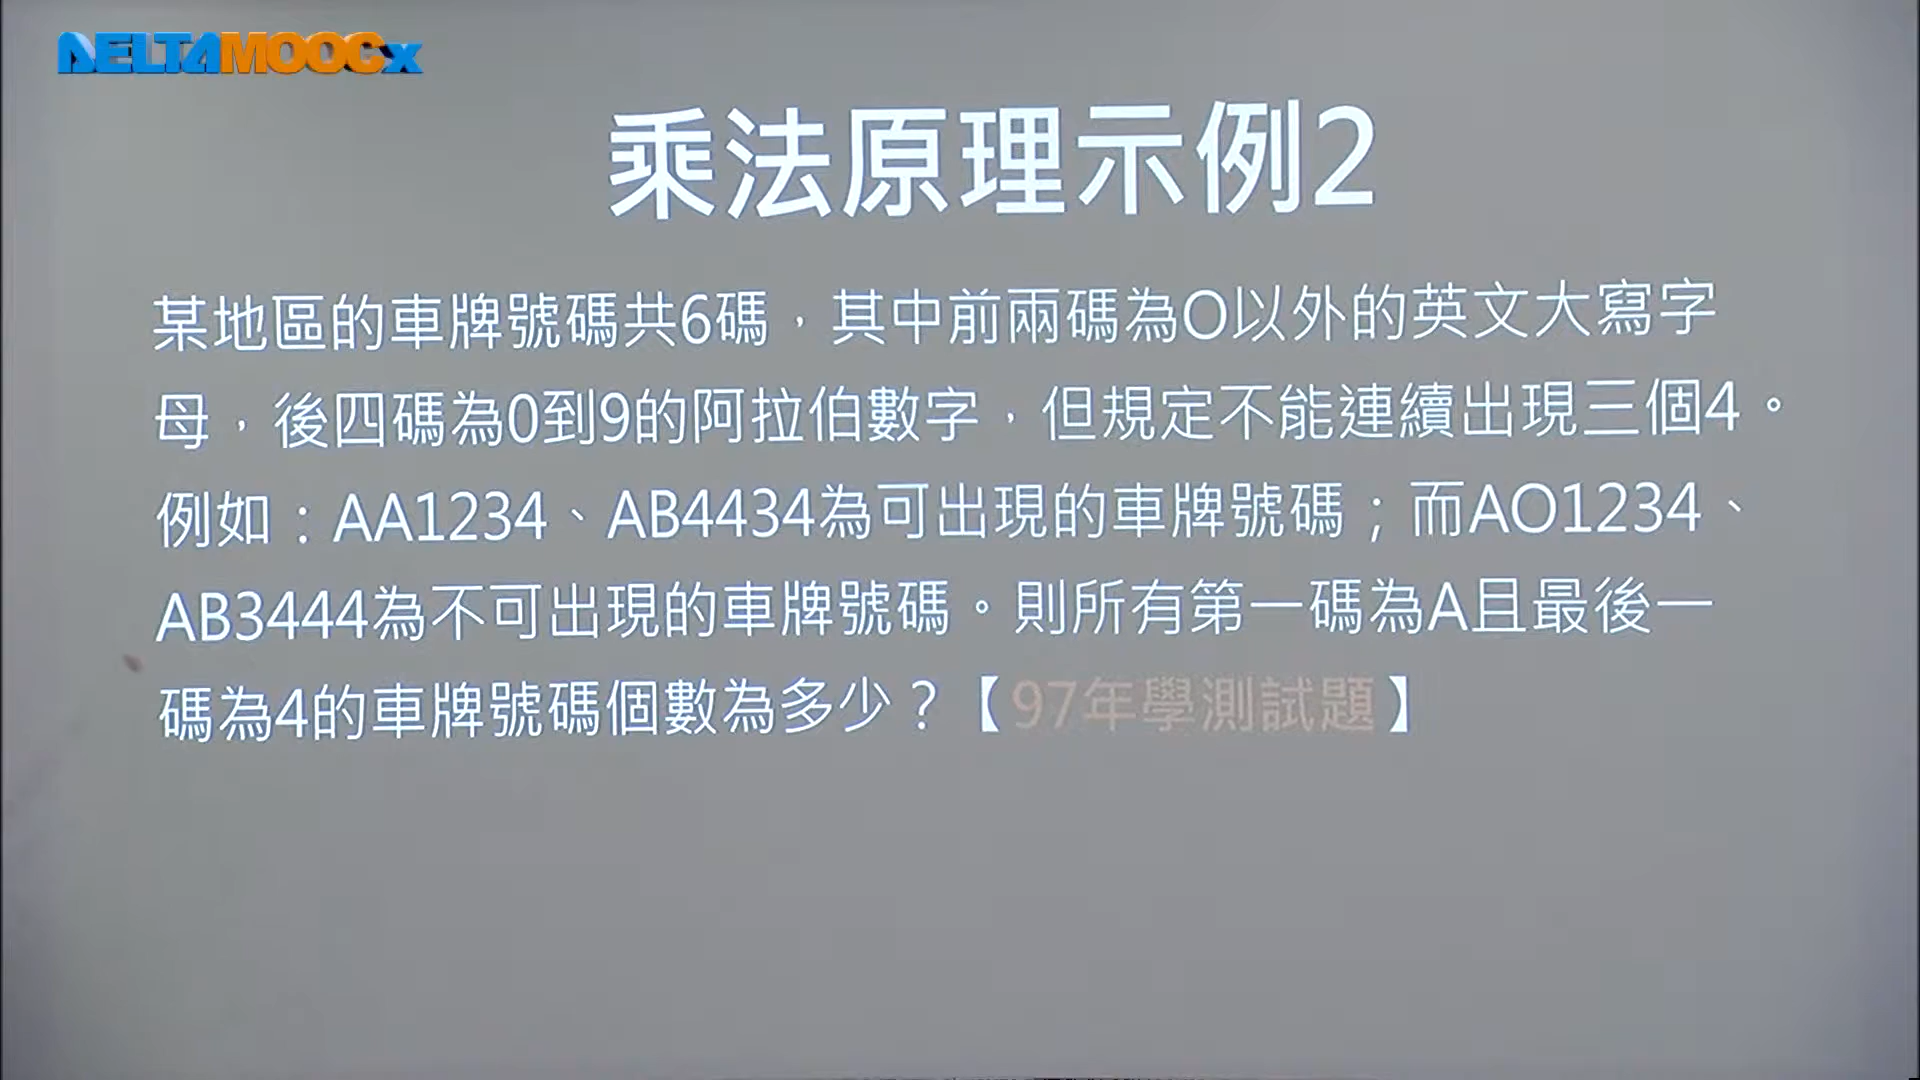 DELTAMOOCx
乘法原理示例2
某地區的車牌號碼共6碼，其中前兩碼為O以外的英文大寫字
母，後四碼為0到9的阿拉伯數字，但規定不能連續出現三個4。
例如：AA1234、AB4434為可出現的車牌號碼；而AO1234、
AB3444為不可出現的車牌號碼。則所有第一碼為A且最後一
碼為4的車牌號碼個數為多少？【97年學測試題】